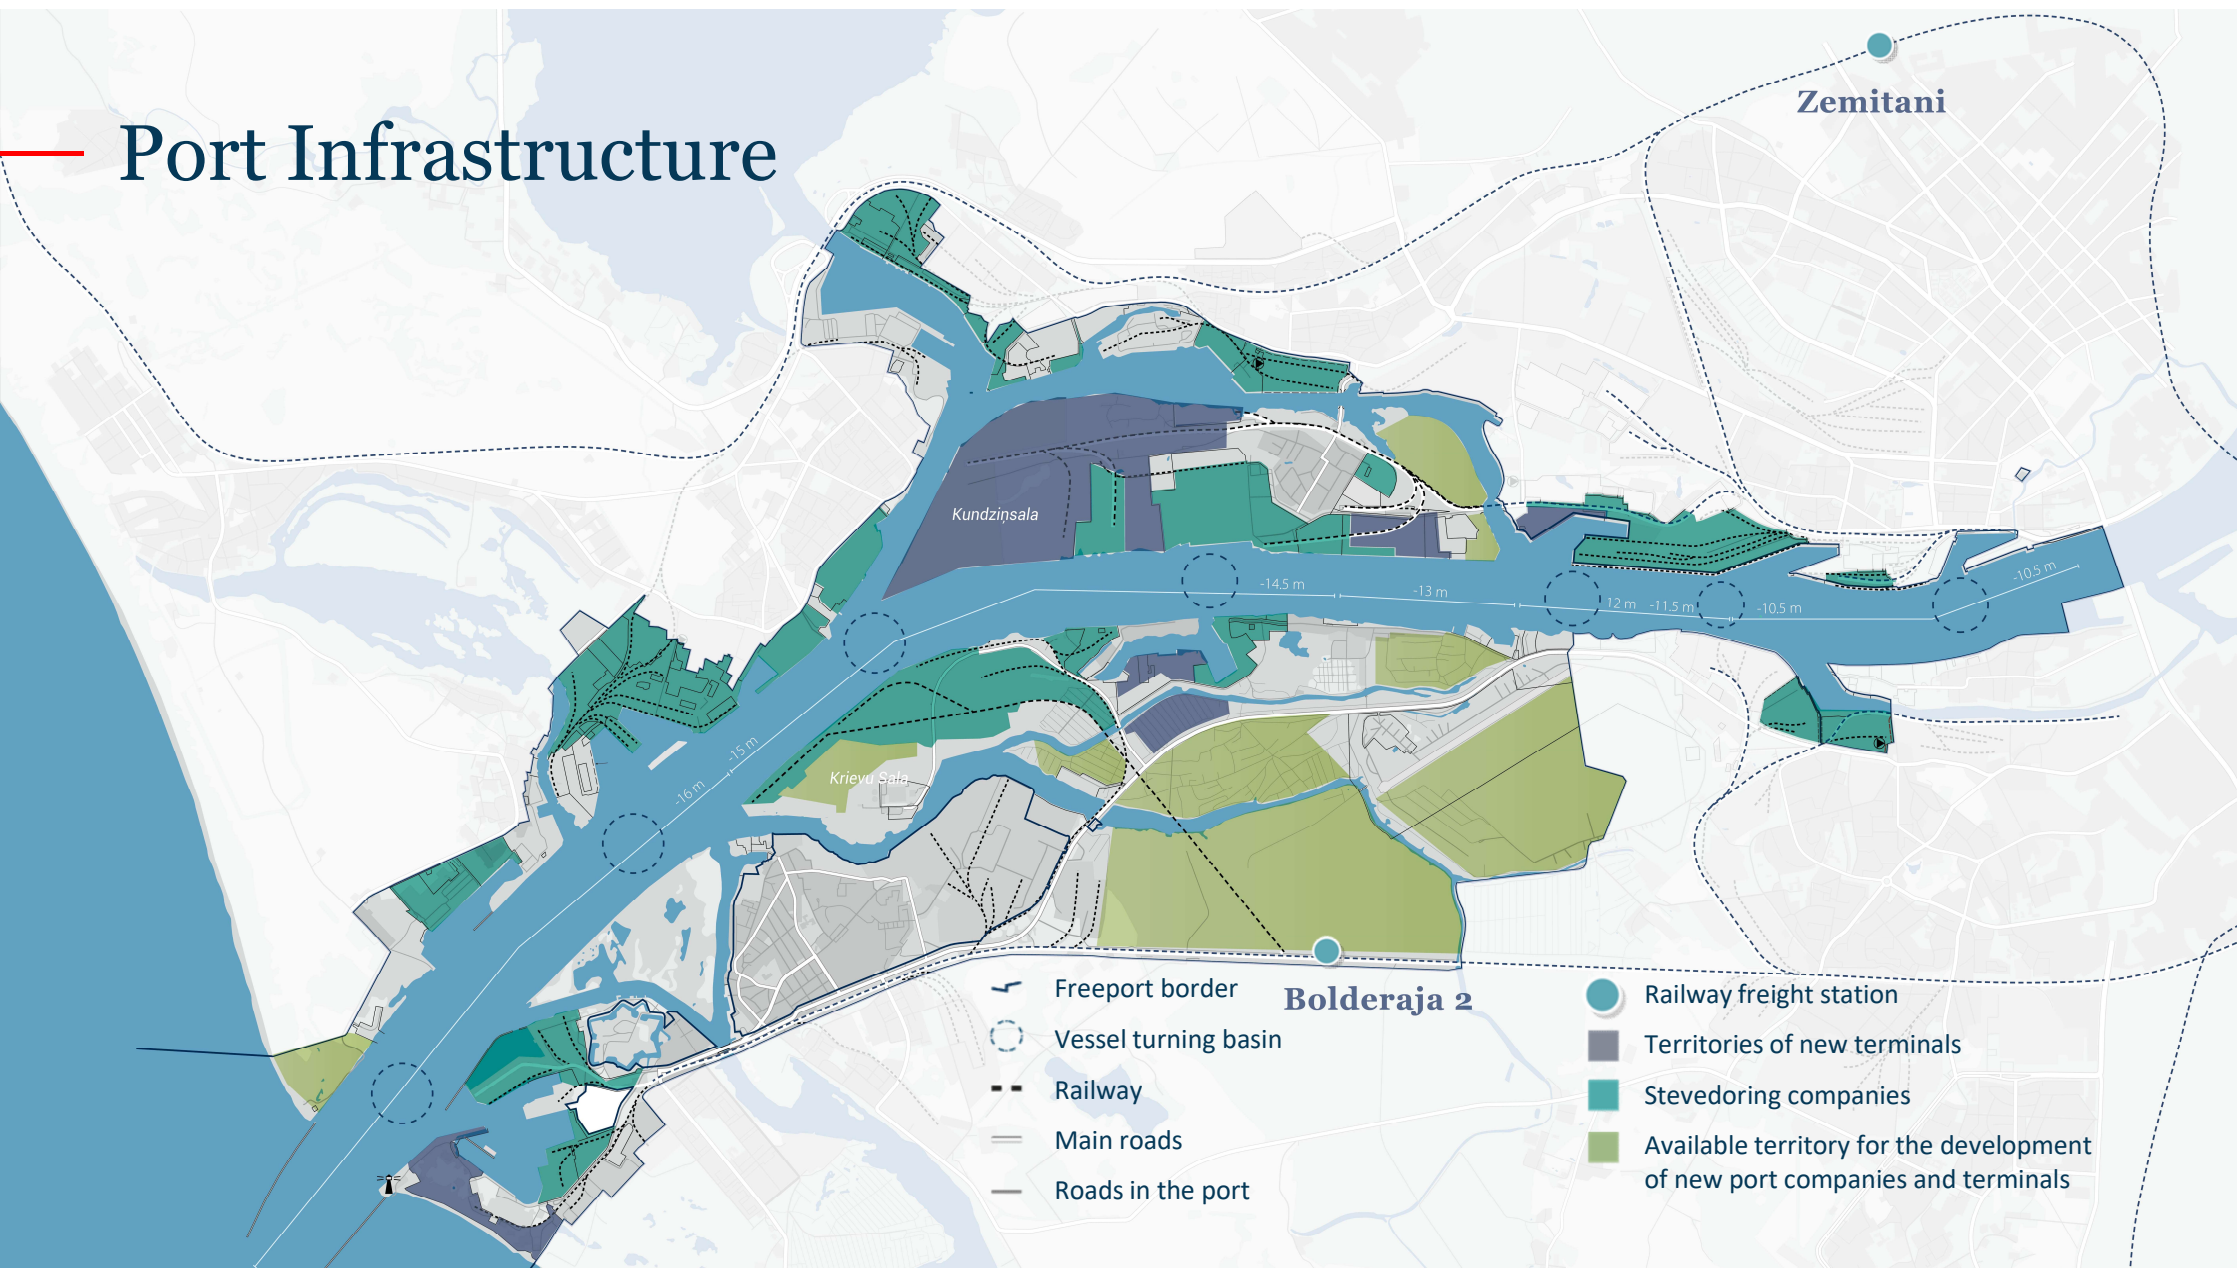 Zemitani
Port Infrastructure
Kundziņsala
-14.5 m
-13 m
12 m
-11.5 m
-10.5 m
-10.5 m
-15 m
-16 m
Krievu Sala
Bolderaja 2
Freeport border
Vessel turning basin
Railway
Main roads
Roads in the port
Railway freight station
Territories of new terminals
Stevedoring companies
Available territory for the development
of new port companies and terminals